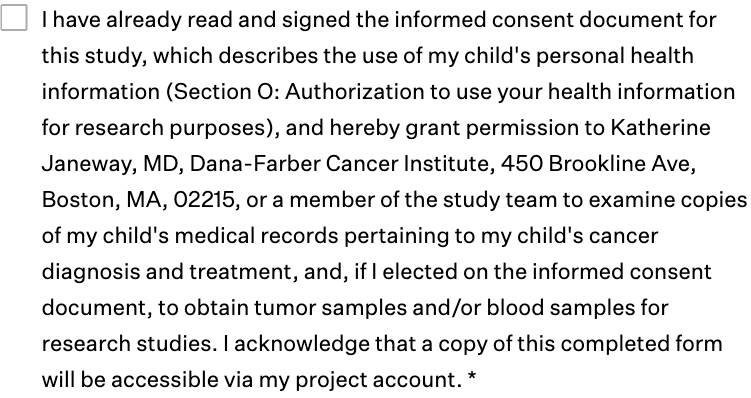 I have already read and signed the informed consent document for
this study, which describes the use of my child's personal health
information (Section O: Authorization to use your health information
for research purposes), and hereby grant permission to Katherine
Janeway, MD, Dana-Farber Cancer Institute, 450 Brookline Ave,
Boston, MA, 02215, or a member of the study team to examine copies
of my child's medical records pertaining to my child's cancer
diagnosis and treatment, and, if I elected on the informed consent
document, to obtain tumor samples and/or blood samples for
research studies. I acknowledge that a copy of this completed form
will be accessible via my project account. *